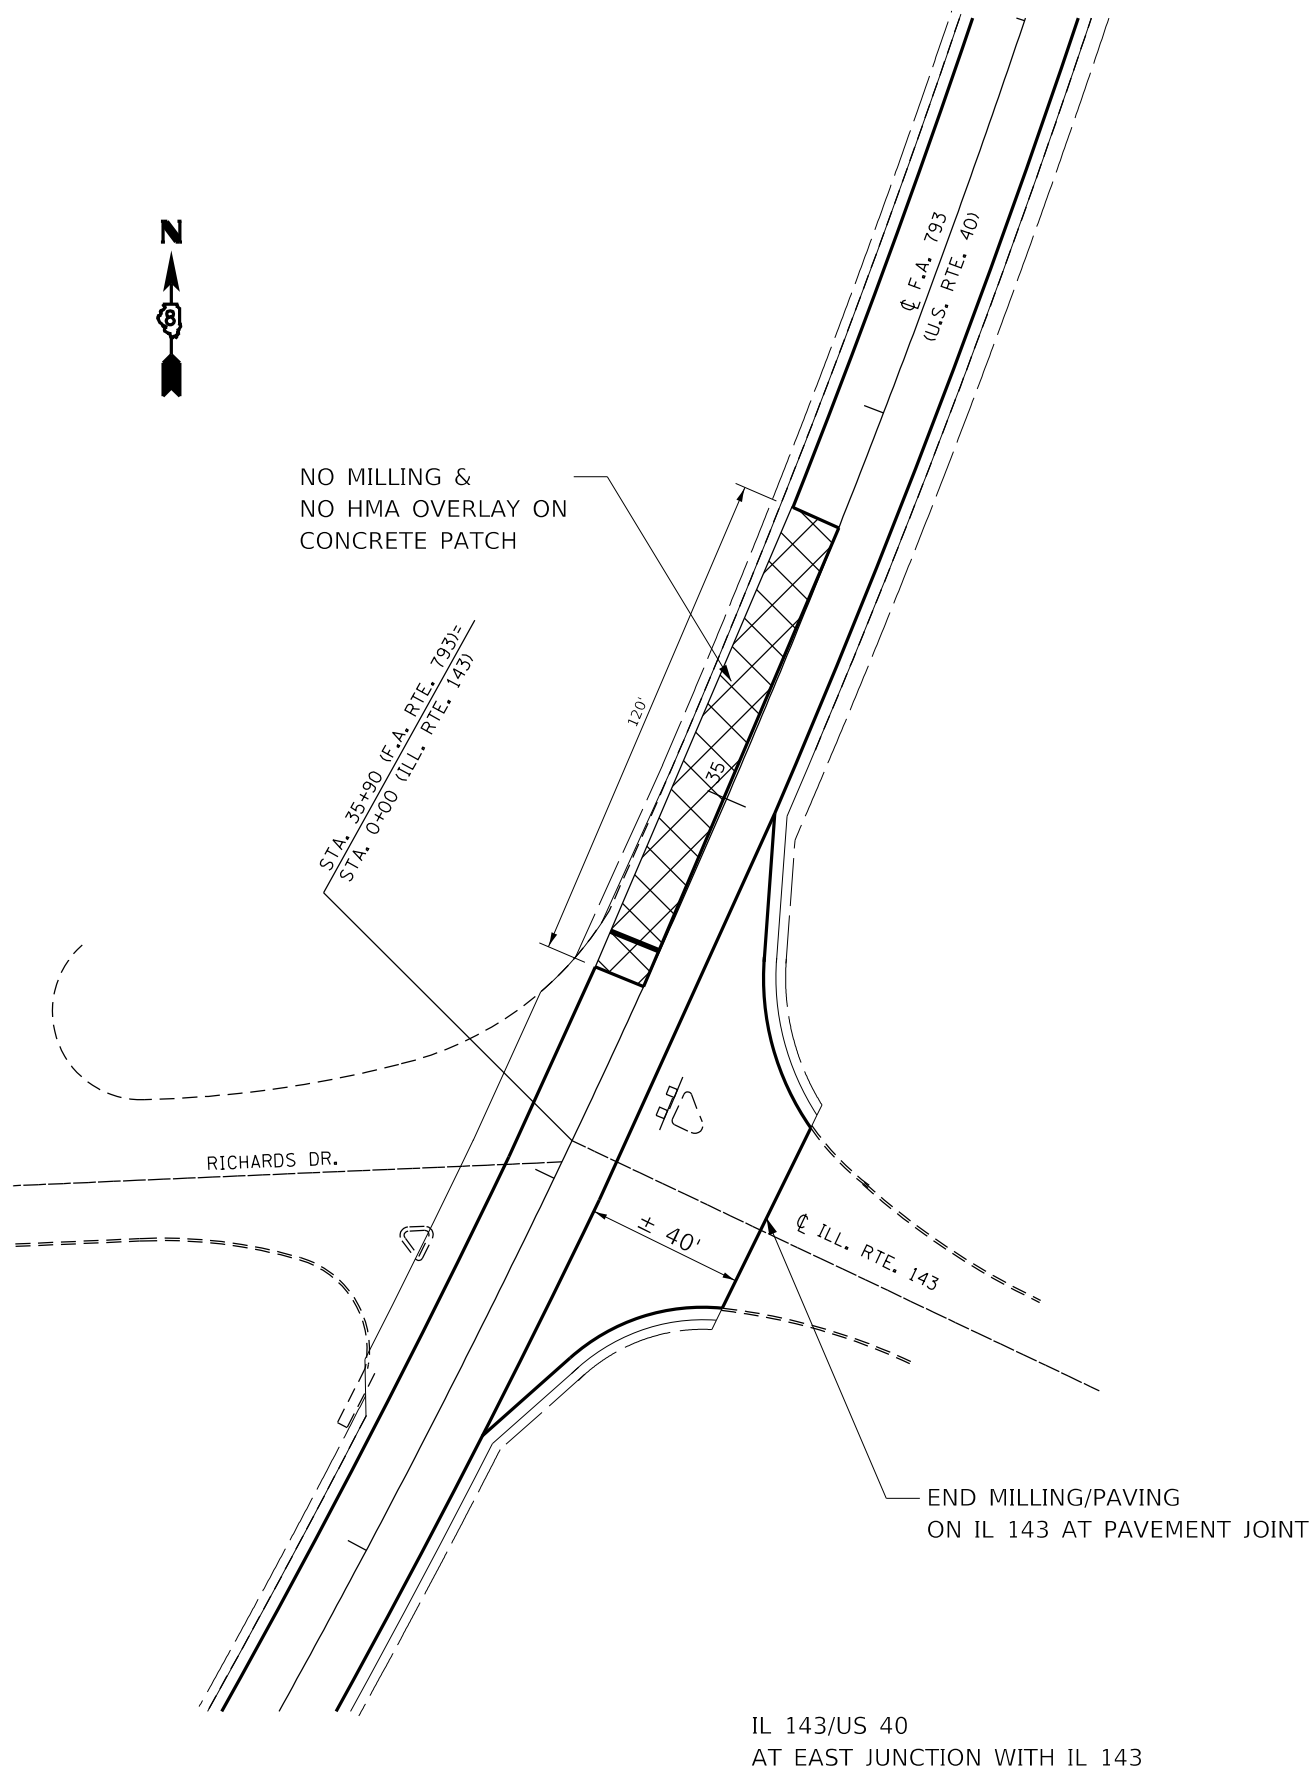 N
8
℄ F.A. 793
(U.S. RTE. 40)
NO MILLING &
NO HMA OVERLAY ON
CONCRETE PATCH
120'
STA. 35+90 (F.A. RTE. 793)=
STA. 0+00 (ILL. RTE. 143)
35
RICHARDS DR.
± 40'
℄ ILL. RTE. 143
END MILLING/PAVING
ON IL 143 AT PAVEMENT JOINT
IL 143/US 40
AT EAST JUNCTION WITH IL 143